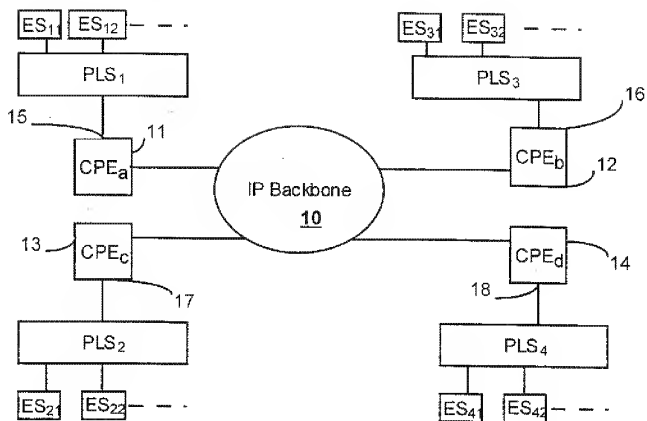 ES11 ES12
PLS1
15 11
CPEa
ES31 ES32
PLS3
16
CPEb
12
IP Backbone
10
13 CPEc
17
PLS2
ES21 ES22
CPEd
14
18
PLS4
ES41 ES42